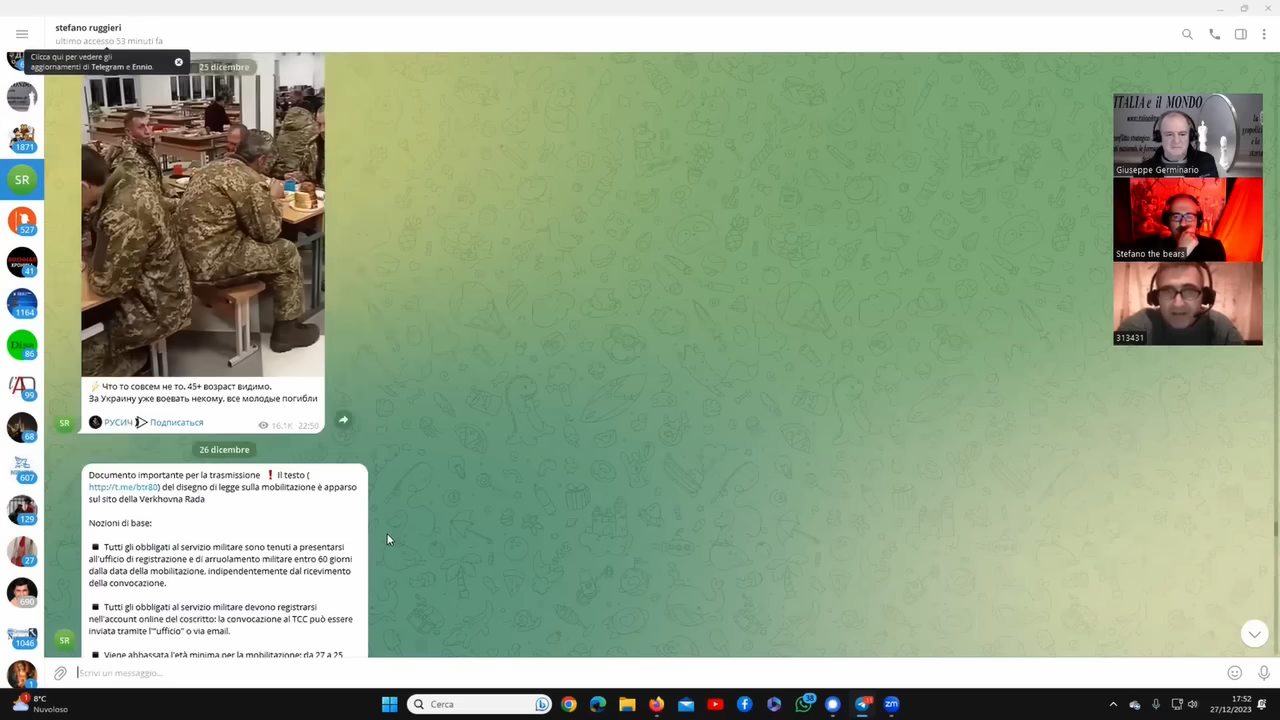 stefano ruggieri
ultimo accesso 53 minuti fa
Clicca qui per vedere gli
aggiornamenti di Telegram e Ennio.
25 dicembre
1871
SR
527
41
1164
86
99
68
607
129
27
690
1046
1
⚡ Что то совсем не то. 45+ возраст видимо.
За Украину уже воевать некому, все молодые погибли
SR
РУСИЧ
Подписаться
16.1K 22:50
26 dicembre
Documento importante per la trasmissione ❗ Il testo (
http://t.me/btr80) del disegno di legge sulla mobilitazione è apparso
sul sito della Verkhovna Rada
Nozioni di base:
◾ Tutti gli obbligati al servizio militare sono tenuti a presentarsi
all'ufficio di registrazione e di arruolamento militare entro 60 giorni
dalla data della mobilitazione, indipendentemente dal ricevimento
della convocazione.
◾ Tutti gli obbligati al servizio militare devono registrarsi
nell'account online del coscritto: la convocazione al TCC può essere
inviata tramite l'"ufficio" o via email.
SR
◾ Viene abbassata l'età minima per la mobilitazione: da 27 a 25
Scrivi un messaggio...
ITALIA e il MONDO
Giuseppe Germinario
Stefano the bears
313431
8°C
Nuvoloso
Cerca
17:52
27/12/2023